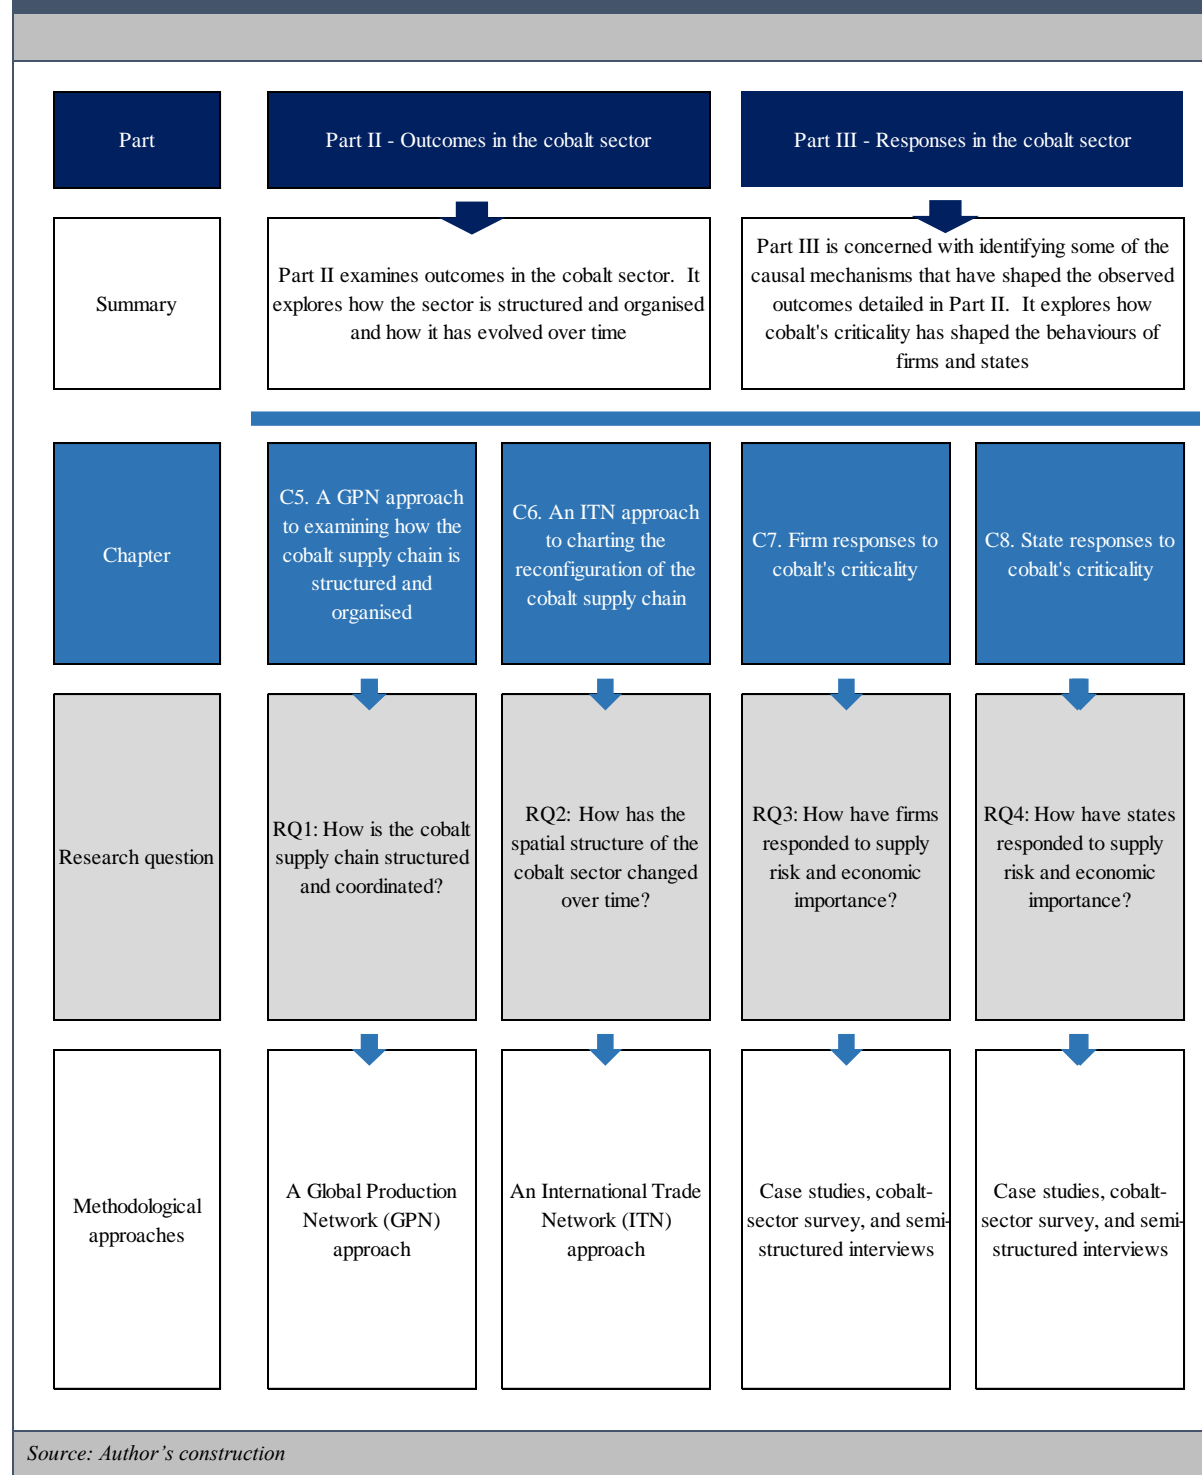 Part
Part II - Outcomes in the cobalt sector
Part III - Responses in the cobalt sector
Summary
Part II examines outcomes in the cobalt sector.  It
explores how the sector is structured and organised
and how it has evolved over time
Part III is concerned with identifying some of the
causal mechanisms that have shaped the observed
outcomes detailed in Part II.  It explores how
cobalt's criticality has shaped the behaviours of
firms and states
Chapter
C5. A GPN approach
to examining how the
cobalt supply chain is
structured and
organised
C6. An ITN approach
to charting the
reconfiguration of the
cobalt supply chain
C7. Firm responses to
cobalt's criticality
C8. State responses to
cobalt's criticality
Research question
RQ1: How is the cobalt
supply chain structured
and coordinated?
RQ2: How has the
spatial structure of the
cobalt sector changed
over time?
RQ3: How have firms
responded to supply
risk and economic
importance?
RQ4: How have states
responded to supply
risk and economic
importance?
Methodological
approaches
A Global Production
Network (GPN)
approach
An International Trade
Network (ITN)
approach
Case studies, cobalt-
sector survey, and semi-
structured interviews
Case studies, cobalt-
sector survey, and semi-
structured interviews
Source: Author’s construction